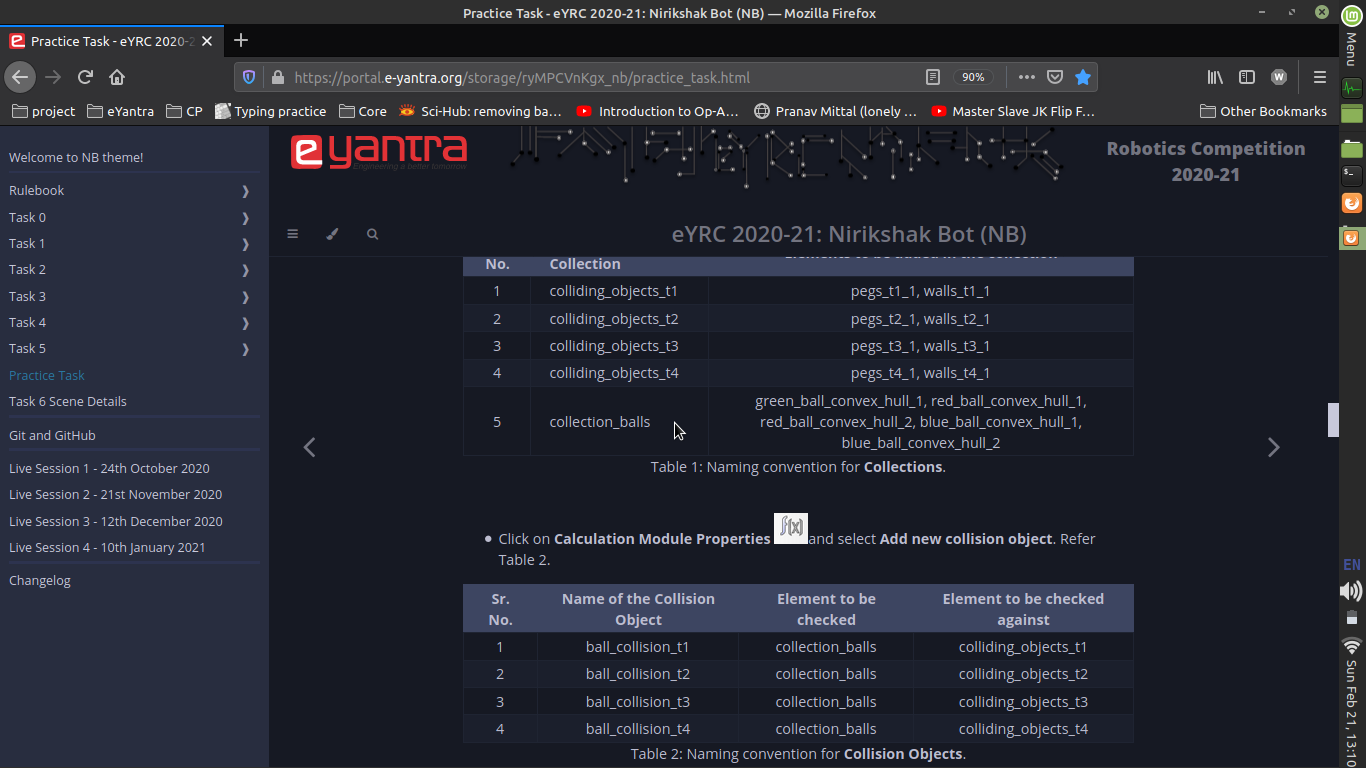 Practice Task - eYRC 2020-21: Nirikshak Bot (NB) — Mozilla Firefox
Practice Task - eYRC 2020-2
https://portal.e-yantra.org/storage/ryMPCVnKgx_nb/practice_task.html
90%
W
project
eYantra
CP
Typing practice
Core
Sci-Hub: removing ba…
Introduction to Op-A…
Pranav Mittal (lonely …
Master Slave JK Flip F…
Other Bookmarks
Menu
Welcome to NB theme!
Rulebook
Task 0
Task 1
Task 2
Task 3
Task 4
Task 5
Practice Task
Task 6 Scene Details
Git and GitHub
Live Session 1 - 24th October 2020
Live Session 2 - 21st November 2020
Live Session 3 - 12th December 2020
Live Session 4 - 10th January 2021
Changelog
e yantra
Engineering a better tomorrow
Robotics Competition
2020-21
eYRC 2020-21: Nirikshak Bot (NB)
No. Collection Elements to be added in the collection
1 colliding_objects_t1 pegs_t1_1, walls_t1_1
2 colliding_objects_t2 pegs_t2_1, walls_t2_1
3 colliding_objects_t3 pegs_t3_1, walls_t3_1
4 colliding_objects_t4 pegs_t4_1, walls_t4_1
5 collection_balls green_ball_convex_hull_1, red_ball_convex_hull_1,
red_ball_convex_hull_2, blue_ball_convex_hull_1,
blue_ball_convex_hull_2
Table 1: Naming convention for Collections.
Click on Calculation Module Properties f(x) and select Add new collision object. Refer
Table 2.
Sr. No. Name of the Collision Object Element to be checked Element to be checked against
1 ball_collision_t1 collection_balls colliding_objects_t1
2 ball_collision_t2 collection_balls colliding_objects_t2
3 ball_collision_t3 collection_balls colliding_objects_t3
4 ball_collision_t4 collection_balls colliding_objects_t4
Table 2: Naming convention for Collision Objects.
EN
Sun Feb 21, 13:10